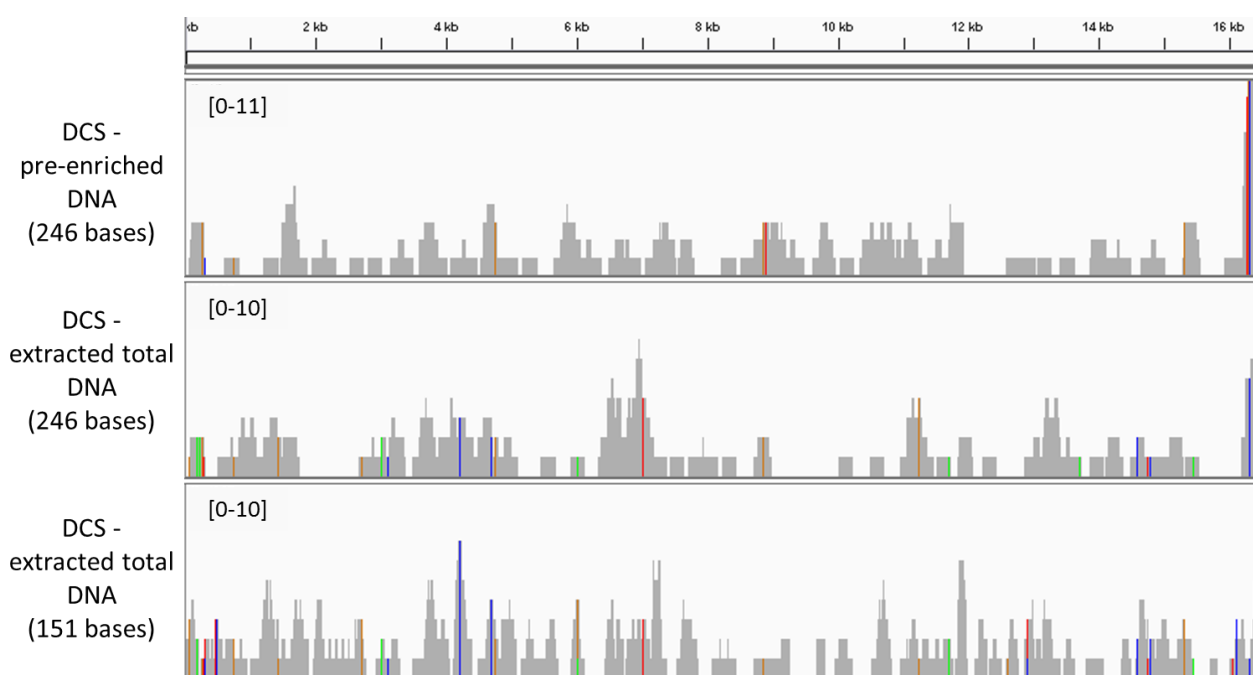 kb 2 kb 4 kb 6 kb 8 kb 10 kb 12 kb 14 kb 16 kb
[0-11]
DCS -
pre-enriched
DNA
(246 bases)
[0-10]
DCS -
extracted total
DNA
(246 bases)
[0-10]
DCS -
extracted total
DNA
(151 bases)